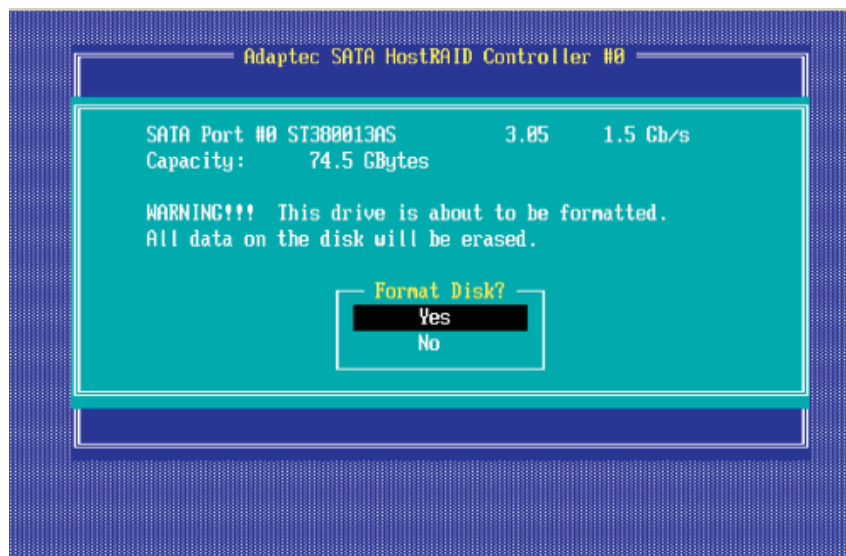 Adaptec SATA HostRAID Controller #0
SATA Port #0 ST380013AS 3.05 1.5 Gb/s
Capacity: 74.5 GBytes
WARNING!!! This drive is about to be formatted.
All data on the disk will be erased.
Format Disk?
Yes
No